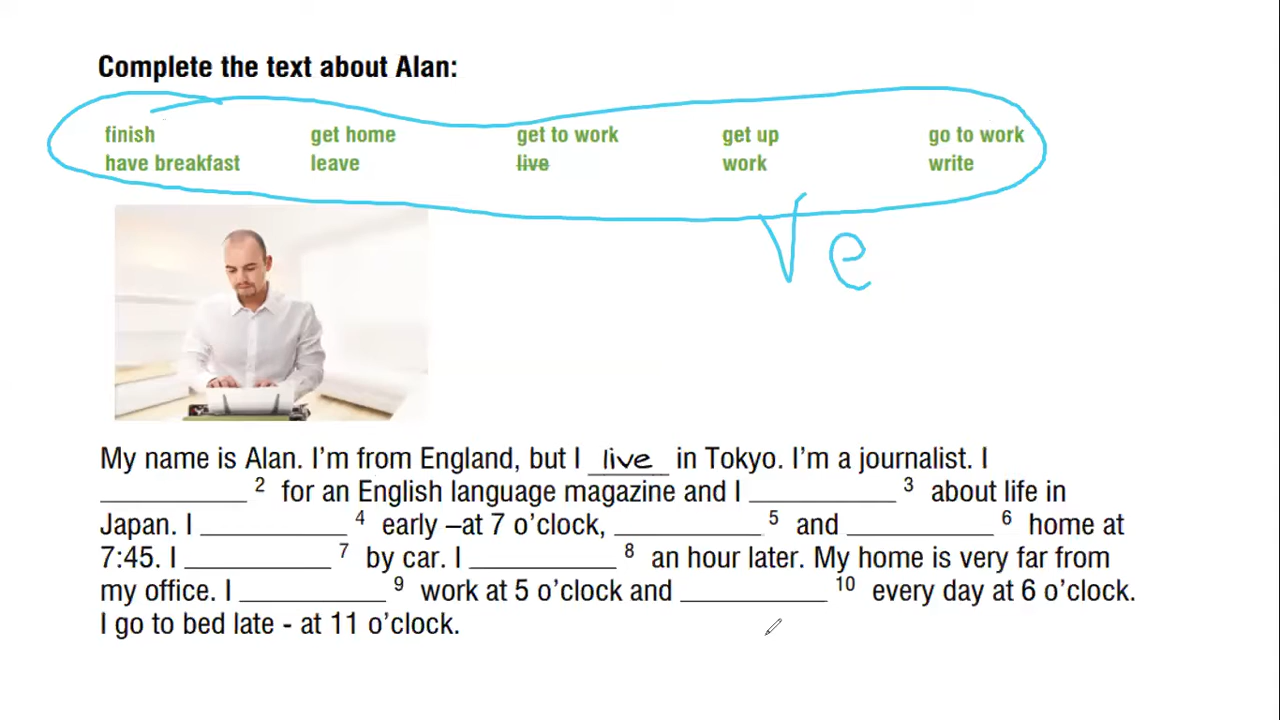 Complete the text about Alan:
finish get home get to work get up go to work
have breakfast leave live work write
Ve
My name is Alan. I'm from England, but I live in Tokyo. I'm a journalist. I
__________ 2 for an English language magazine and I __________ 3 about life in
Japan. I __________ 4 early –at 7 o'clock, __________ 5 and __________ 6 home at
7:45. I __________ 7 by car. I __________ 8 an hour later. My home is very far from
my office. I __________ 9 work at 5 o'clock and __________ 10 every day at 6 o'clock.
I go to bed late - at 11 o'clock.